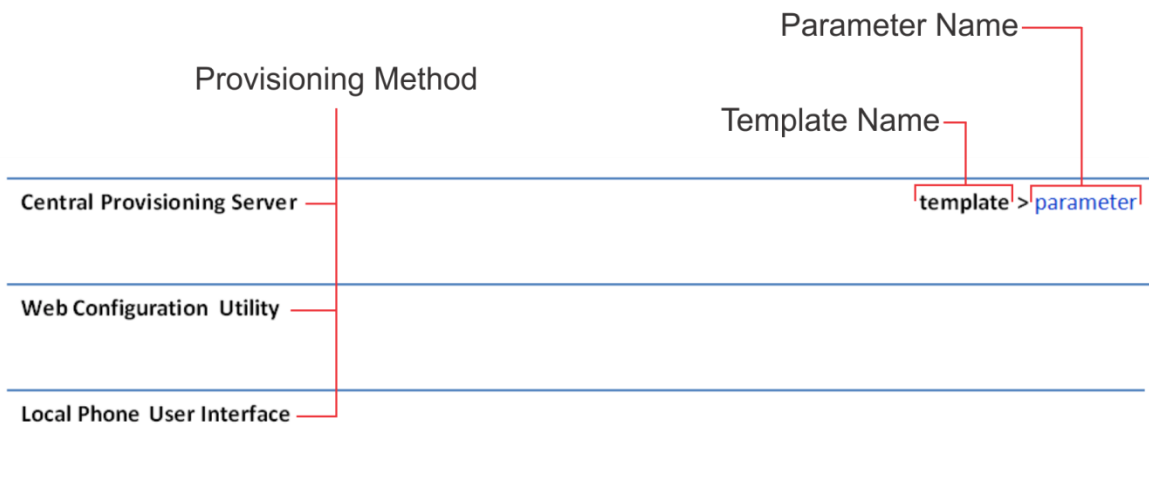 Parameter Name
Provisioning Method
Template Name
Central Provisioning Server
template > parameter
Web Configuration Utility
Local Phone User Interface